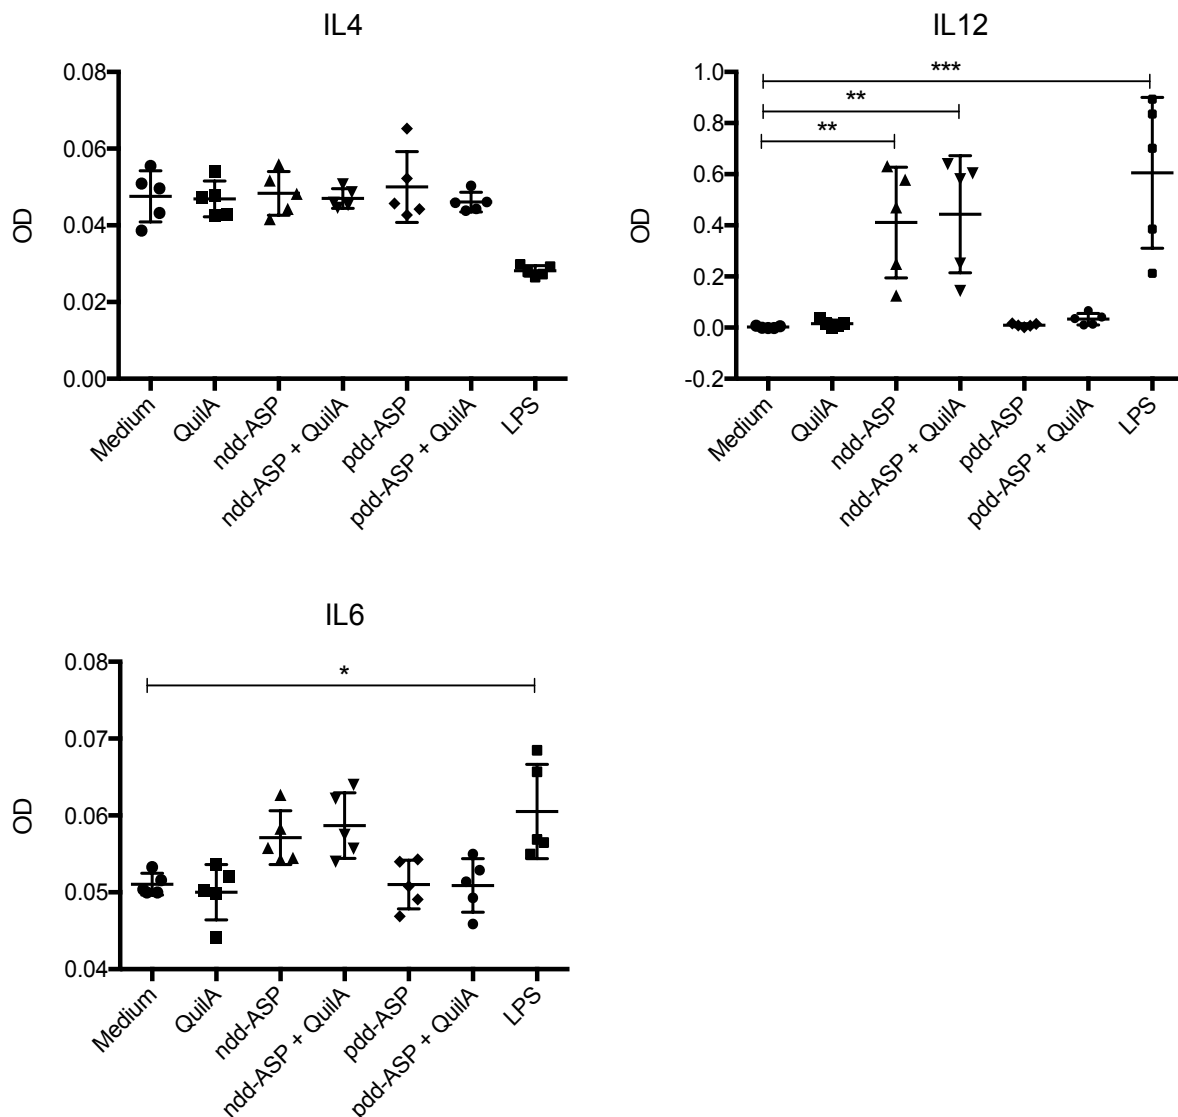 IL4
OD
0.08
0.06
0.04
0.02
0.00
Medium
QuilA
ndd-ASP
ndd-ASP + QuilA
pdd-ASP
pdd-ASP + QuilA
LPS
IL12
OD
1.0
0.8
0.6
0.4
0.2
0.0
-0.2
***
**
**
Medium
QuilA
ndd-ASP
ndd-ASP + QuilA
pdd-ASP
pdd-ASP + QuilA
LPS
IL6
OD
0.08
0.07
0.06
0.05
0.04
*
Medium
QuilA
ndd-ASP
ndd-ASP + QuilA
pdd-ASP
pdd-ASP + QuilA
LPS